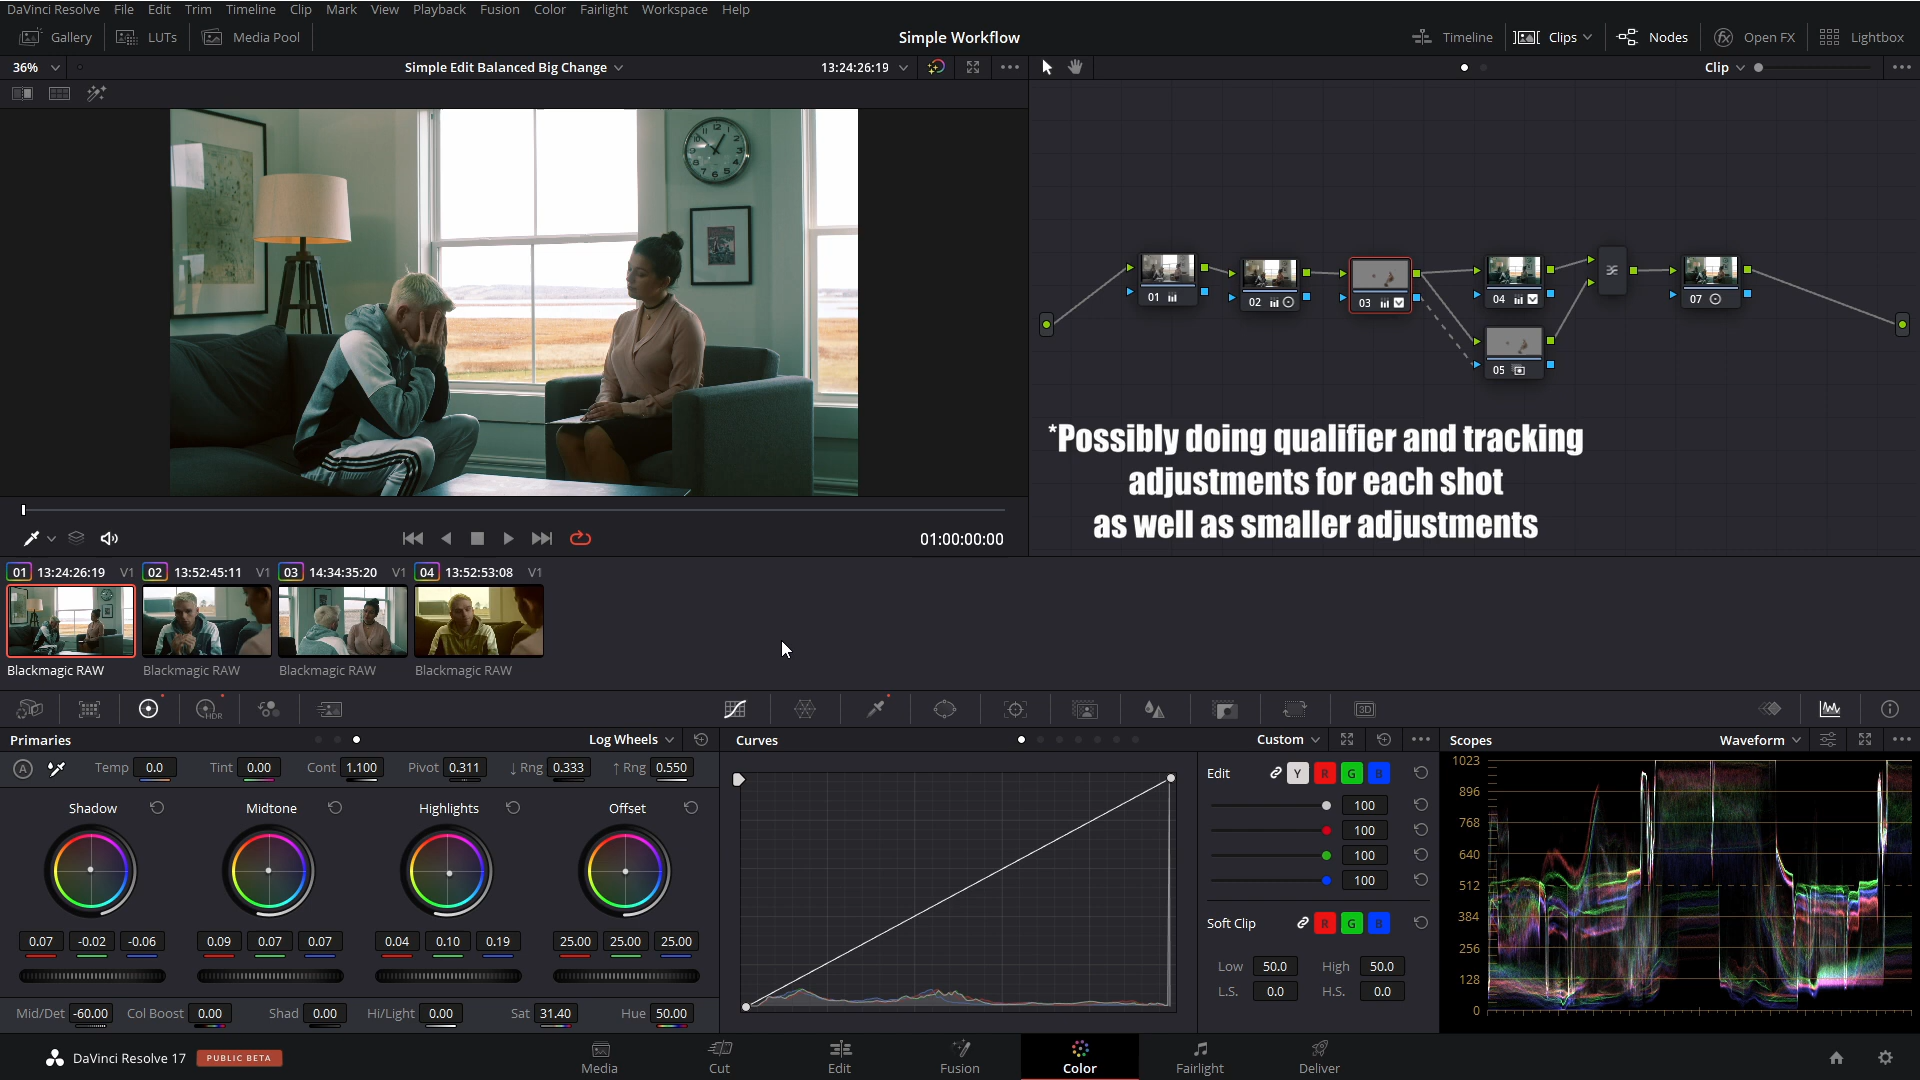 DaVinci Resolve File Edit Trim Timeline Clip Mark View Playback Fusion Color Fairlight Workspace Help
Gallery LUTs Media Pool Simple Workflow Timeline Clips Nodes fx Open FX Lightbox
36% Simple Edit Balanced Big Change 13:24:26:19 Clip
01 02 03 04 07
05
*Possibly doing qualifier and tracking
adjustments for each shot
as well as smaller adjustments
01:00:00:00
01 13:24:26:19 V1 02 13:52:45:11 V1 03 14:34:35:20 V1 04 13:52:53:08 V1
Blackmagic RAW Blackmagic RAW Blackmagic RAW Blackmagic RAW
HDR 3D
Primaries Log Wheels Curves Custom Scopes Waveform
A Temp 0.0 Tint 0.00 Cont 1.100 Pivot 0.311 ↓ Rng 0.333 ↑ Rng 0.550
Edit Y R G B
100
100
100
100
Shadow Midtone Highlights Offset
Soft Clip R G B
0.07 -0.02 -0.06 0.09 0.07 0.07 0.04 0.10 0.19 25.00 25.00 25.00
Low 50.0 High 50.0
L.S. 0.0 H.S. 0.0
Mid/Det -60.00 Col Boost 0.00 Shad 0.00 Hi/Light 0.00 Sat 31.40 Hue 50.00
1023
896
768
640
512
384
256
128
0
DaVinci Resolve 17 PUBLIC BETA Media Cut Edit Fusion Color Fairlight Deliver